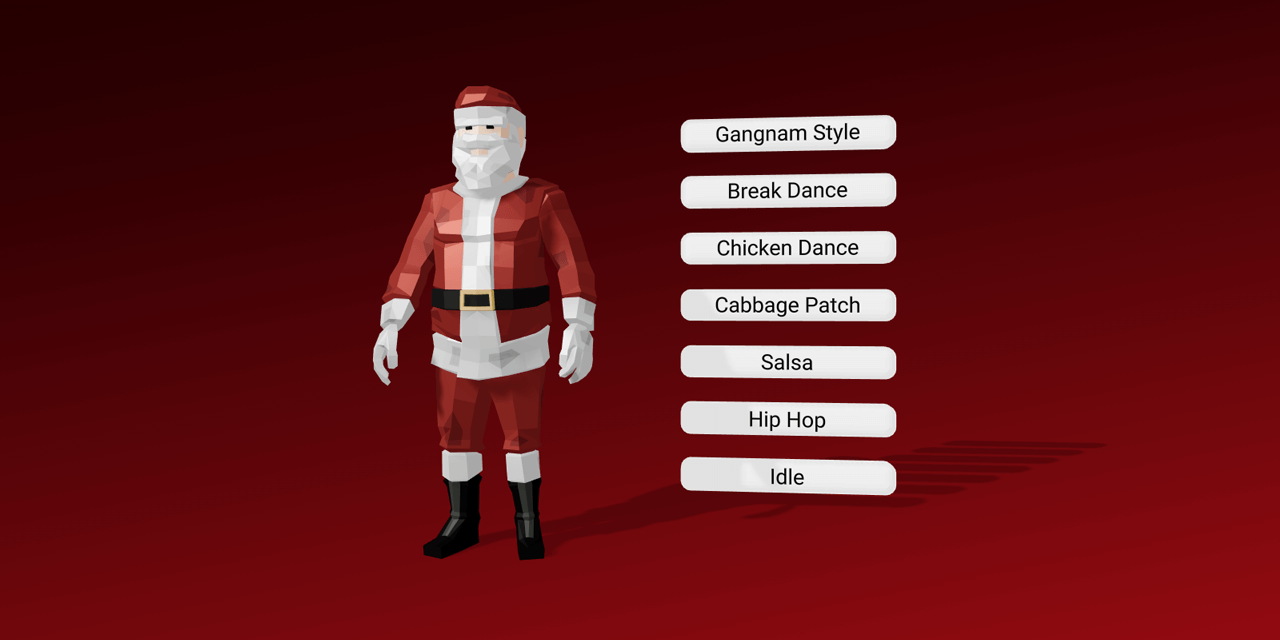 Gangnam Style
Break Dance
Chicken Dance
Cabbage Patch
Salsa
Hip Hop
Idle